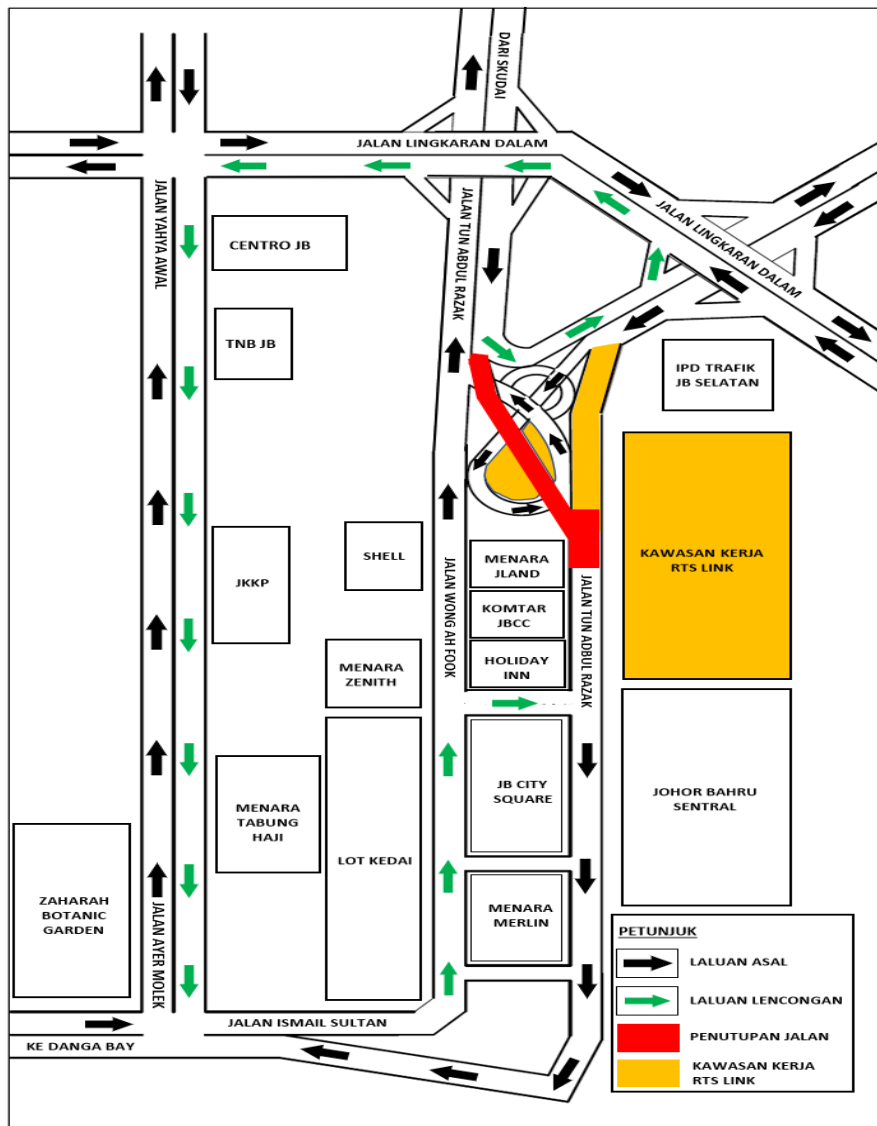 DARI SKUDAI
JALAN LINGKARAN DALAM
JALAN YAHYA AWAL
JALAN TUN ABDUL RAZAK
JALAN LINGKARAN DALAM
CENTRO JB
TNB JB
IPD TRAFIK
JB SELATAN
KAWASAN KERJA
RTS LINK
SHELL
JKKP
MENARA
JLAND
KOMTAR
JBCC
HOLIDAY
INN
JALAN WONG AH FOOK
JALAN TUN ADBUL RAZAK
MENARA
ZENITH
JB CITY
SQUARE
JOHOR BAHRU
SENTRAL
MENARA
TABUNG
HAJI
LOT KEDAI
ZAHARAH
BOTANIC
GARDEN
JALAN AYER MOLEK
MENARA
MERLIN
JALAN ISMAIL SULTAN
KE DANGA BAY
PETUNJUK
LALUAN ASAL
LALUAN LENCONGAN
PENUTUPAN JALAN
KAWASAN KERJA
RTS LINK